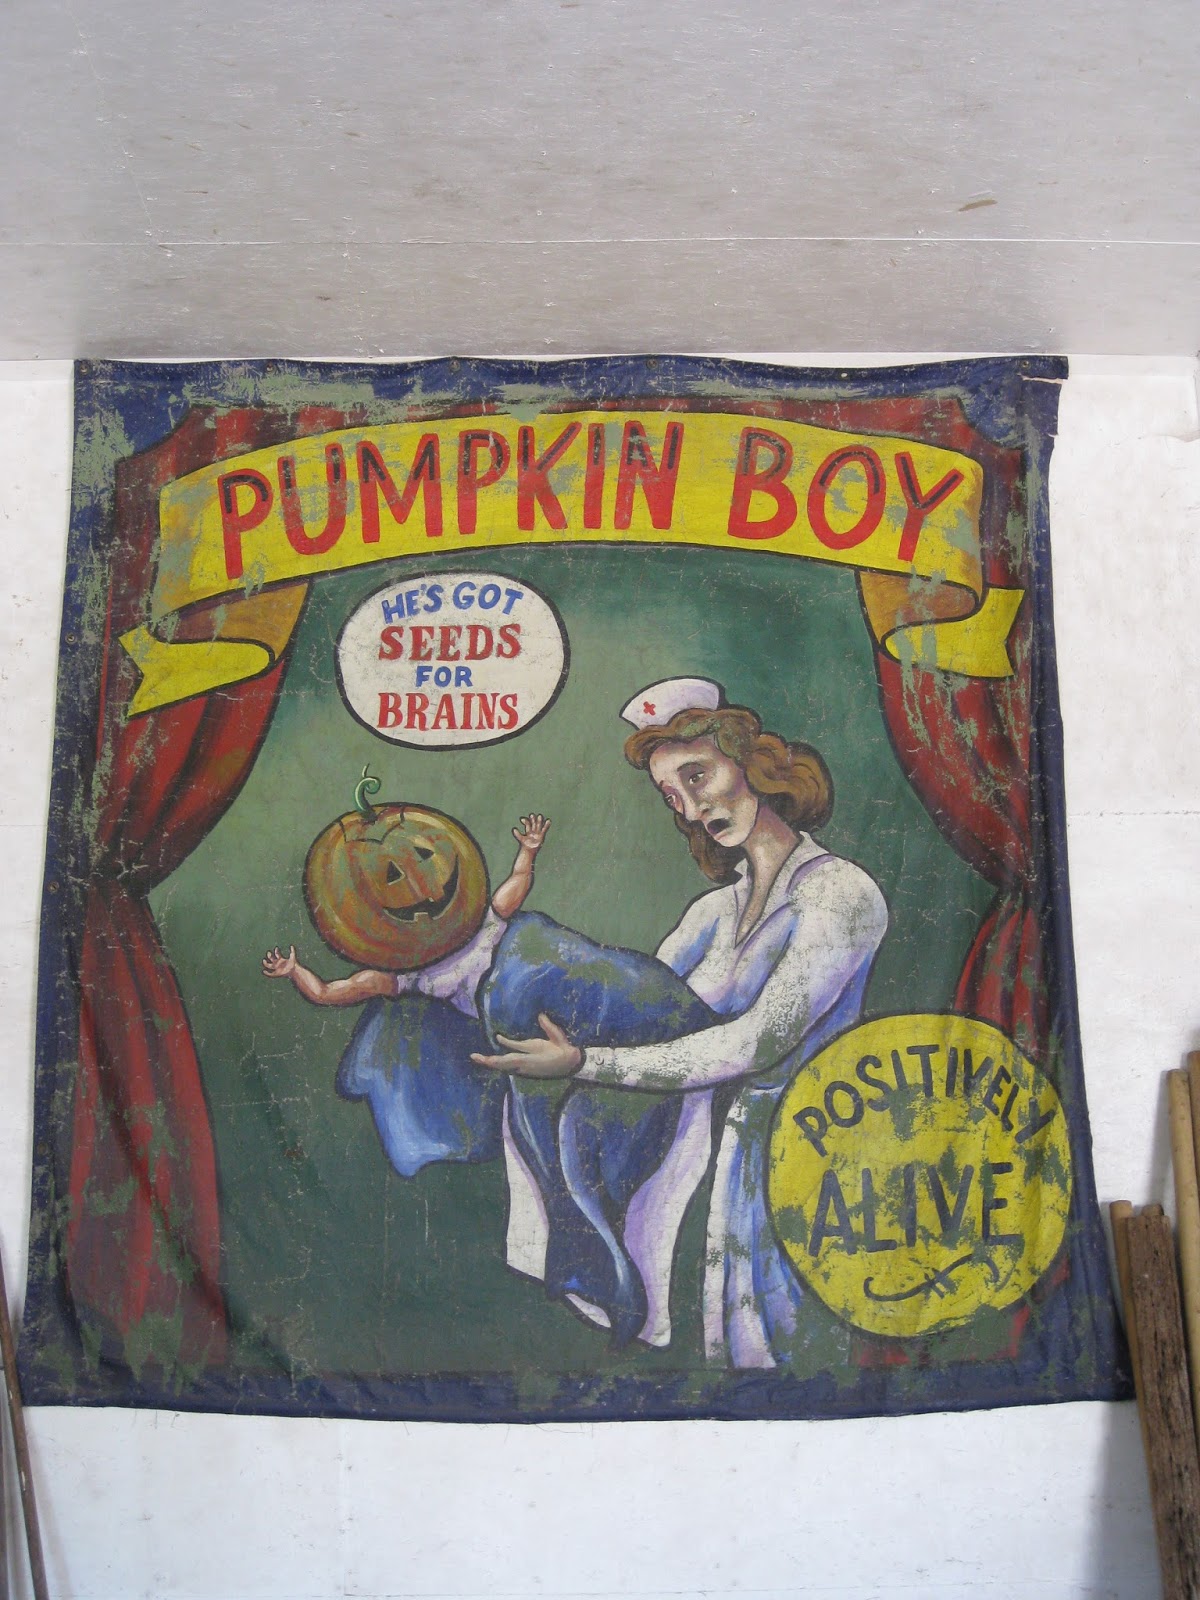 PUMPKIN BOY
HE'S GOT
SEEDS
FOR
BRAINS
POSITIVELY
ALIVE